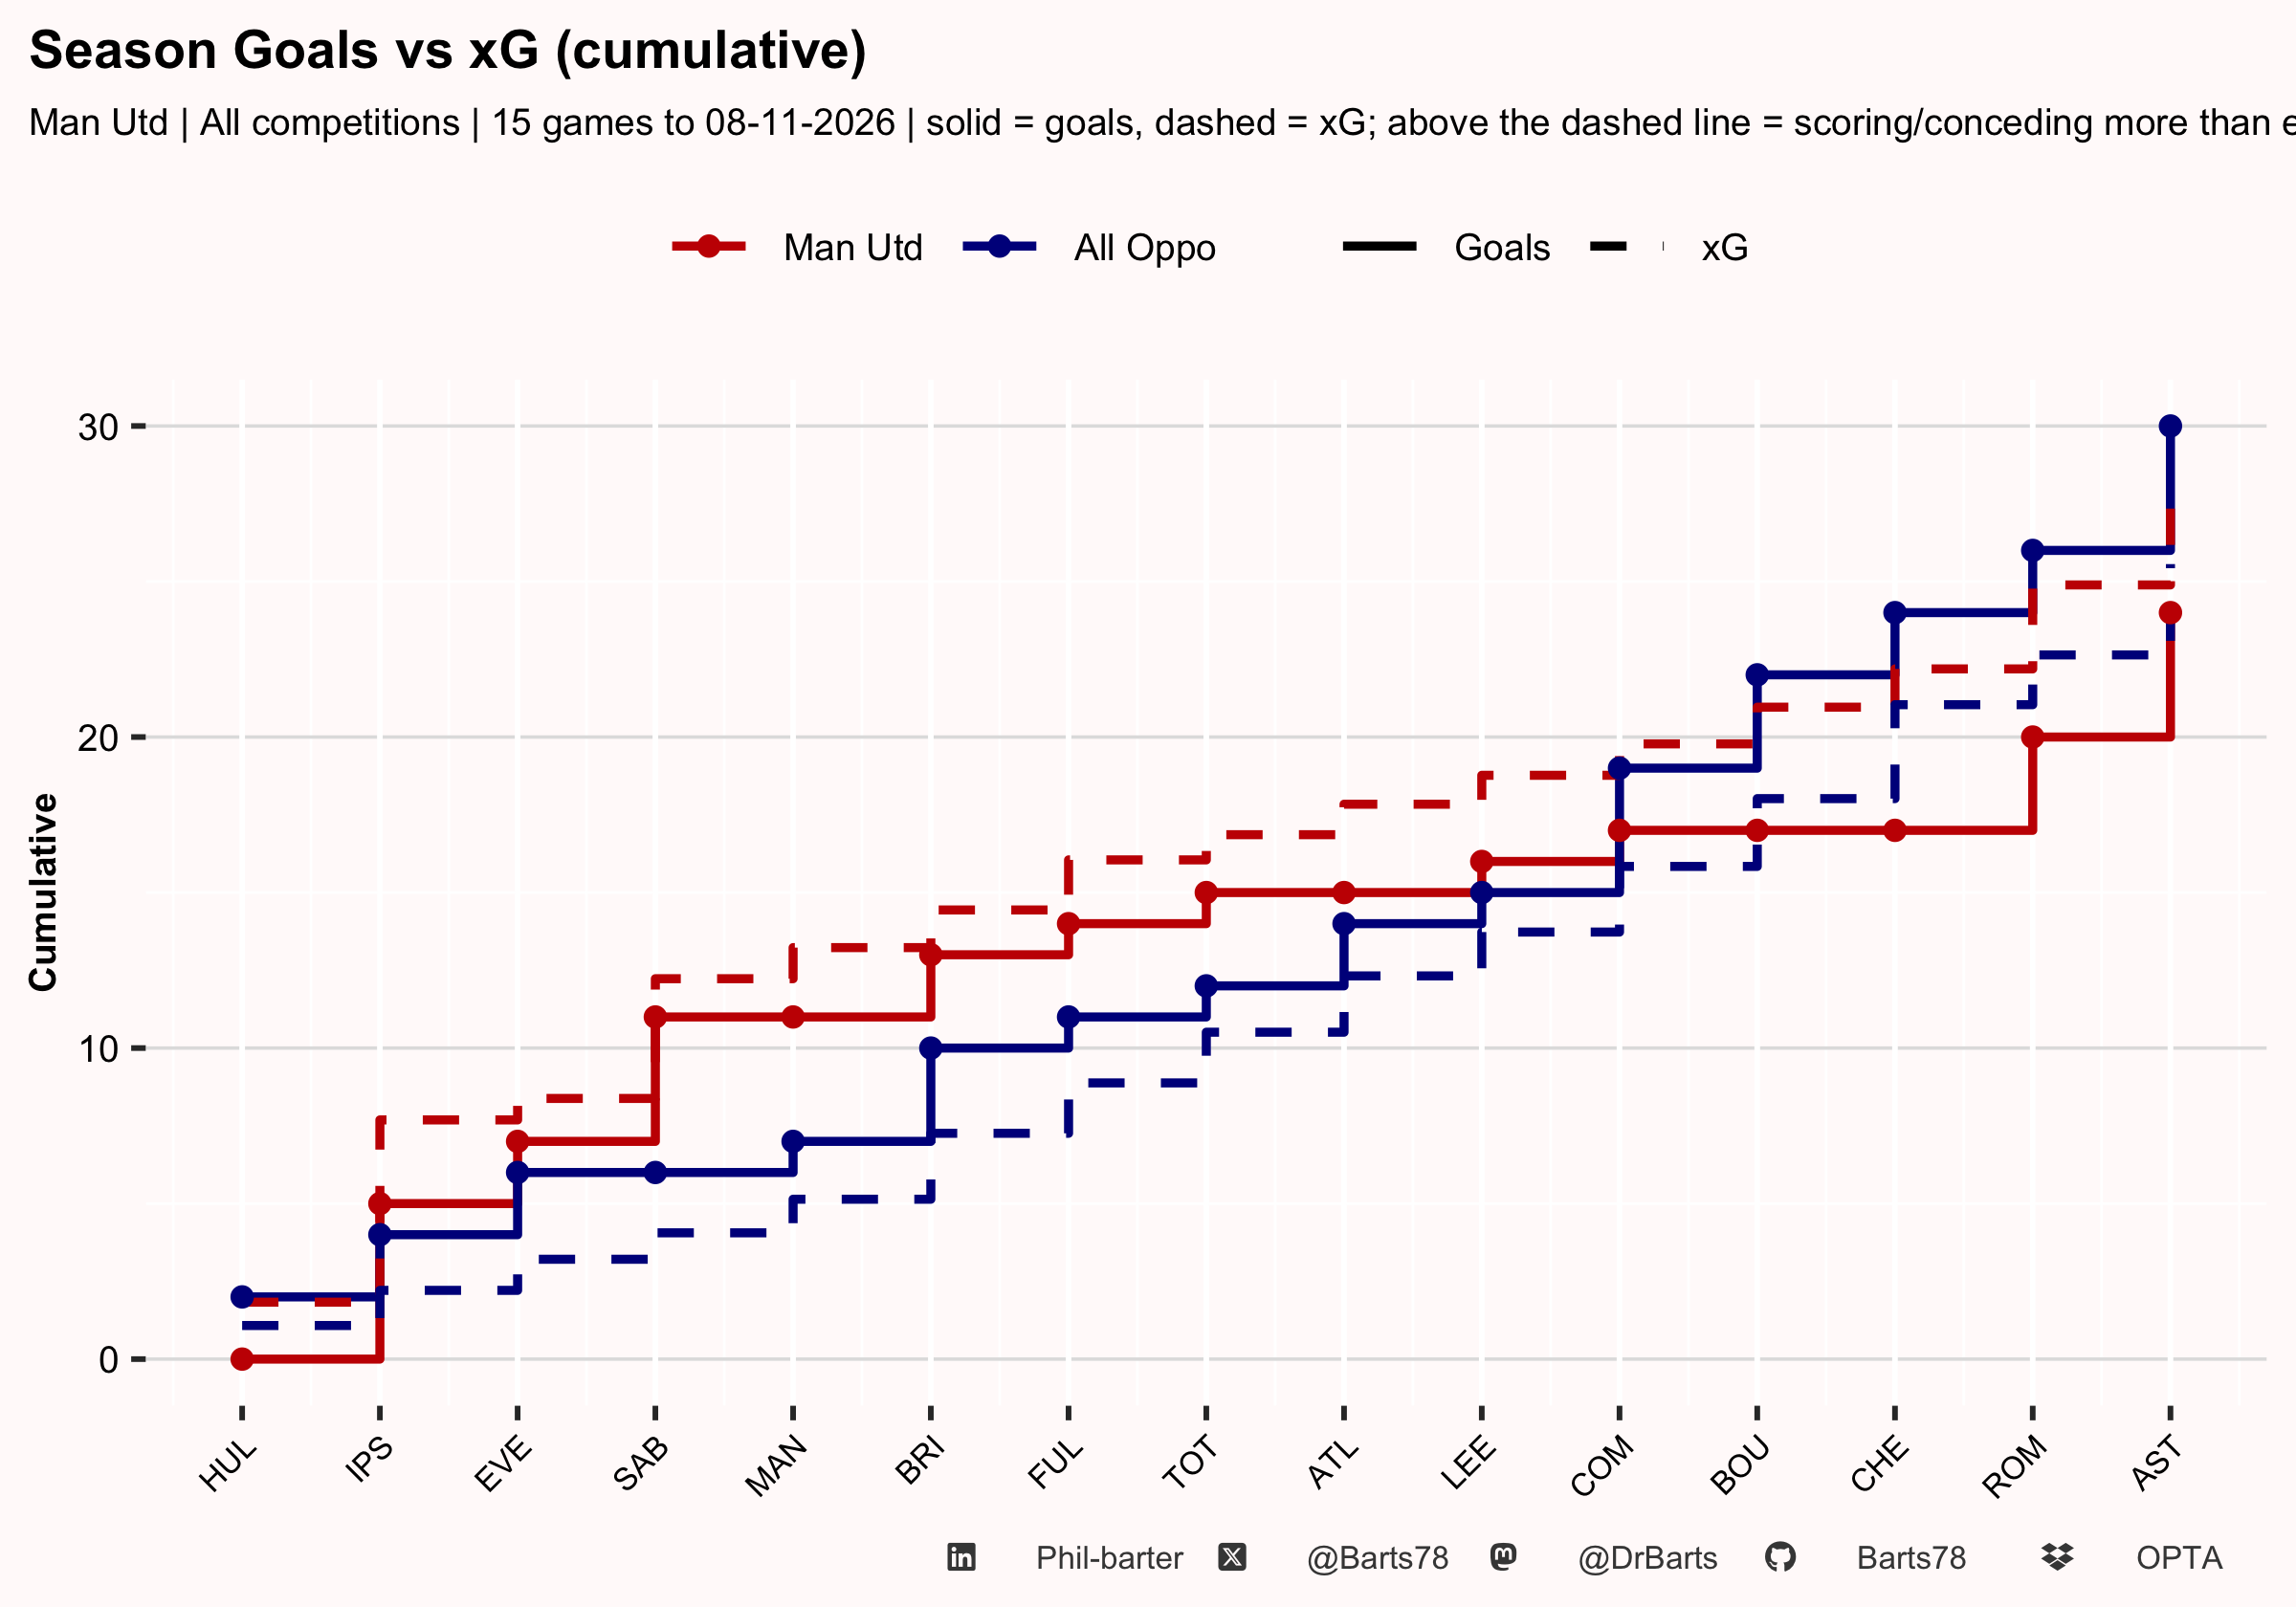 Season Goals vs xG (cumulative)
Man Utd | All competitions | 15 games to 08-11-2026 | solid = goals, dashed = xG; above the dashed line = scoring/conceding more than e
Man Utd All Oppo Goals xG
30
20
10
0
Cumulative
HUL IPS EVE SAB MAN BRI FUL TOT ATL LEE COM BOU CHE ROM AST
Phil-barter @Barts78 @DrBarts Barts78 OPTA